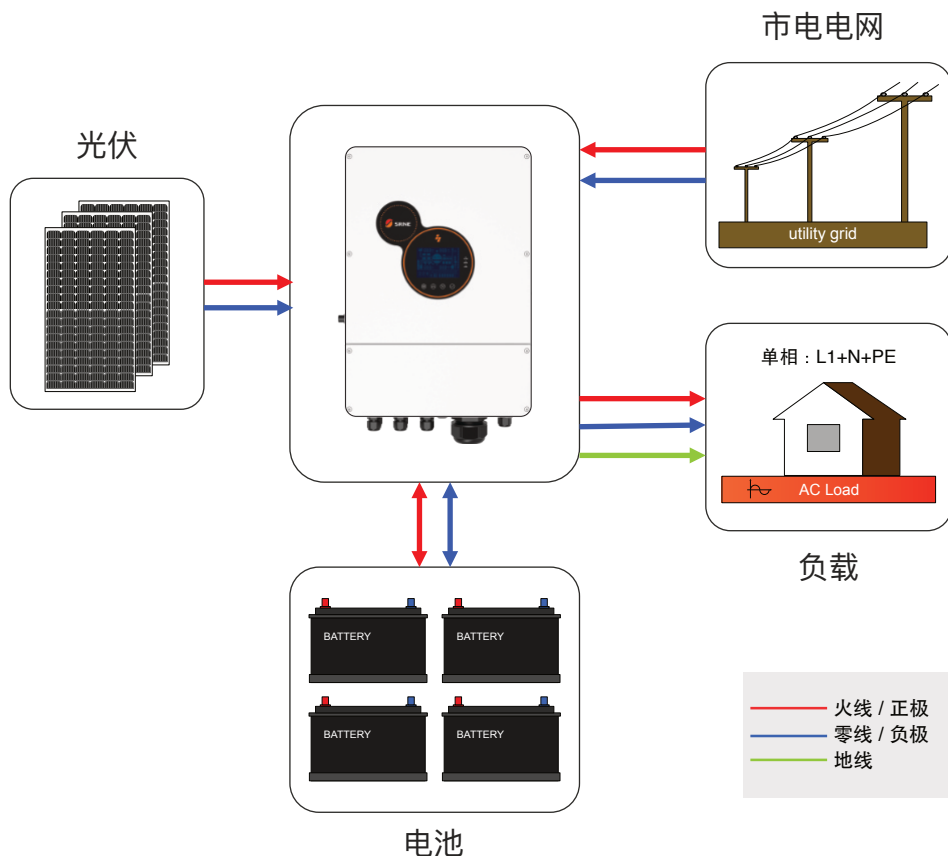 市电电网
光伏
SRNE
utility grid
单相：L1+N+PE
AC Load
负载
BATTERY
BATTERY
BATTERY
BATTERY
火线 / 正极
零线 / 负极
地线
电池